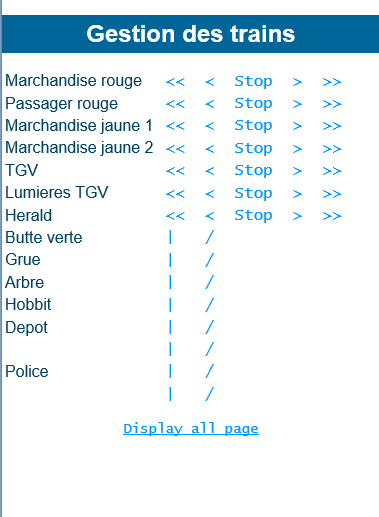 Gestion des trains
Marchandise rouge << < Stop > >>
Passager rouge << < Stop > >>
Marchandise jaune 1 << < Stop > >>
Marchandise jaune 2 << < Stop > >>
TGV << < Stop > >>
Lumieres TGV << < Stop > >>
Herald << < Stop > >>
Butte verte | /
Grue | /
Arbre | /
Hobbit | /
Depot | /
| /
Police | /
| /
Display all page